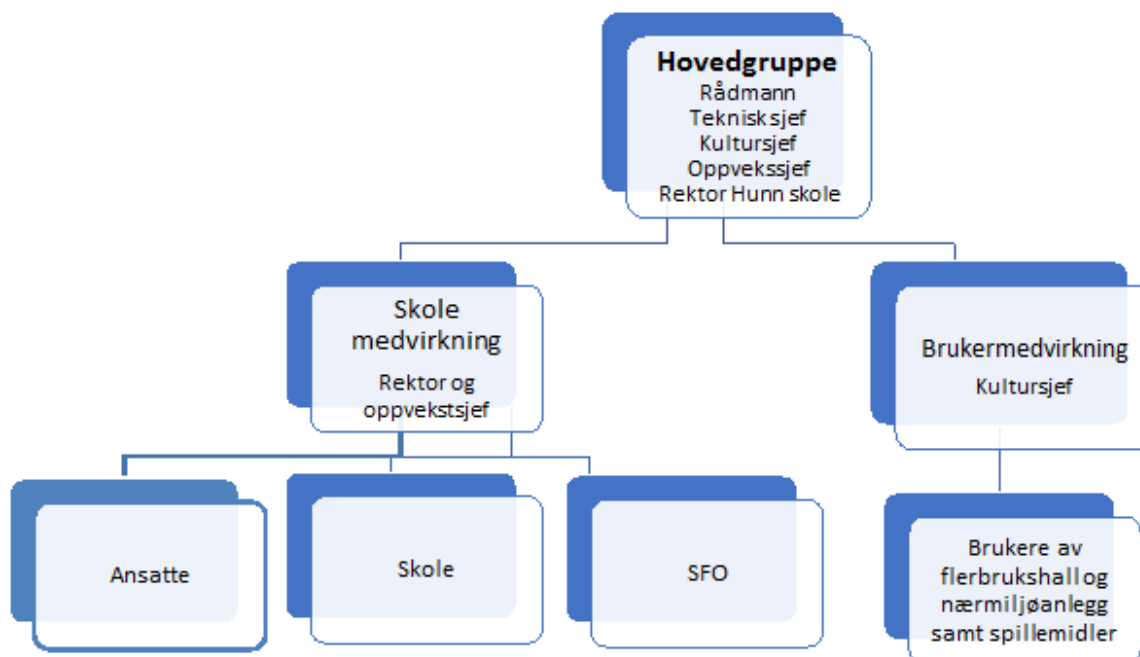 Hovedgruppe
Rådmann
Teknisk sjef
Kultursjef
Oppvekssjef
Rektor Hunn skole
Skole
medvirkning
Rektor og
oppvekstsjef
Brukermedvirkning
Kultursjef
Ansatte
Skole
SFO
Brukere av
flerbrukshall og
nærmiljøanlegg
samt spillemidler